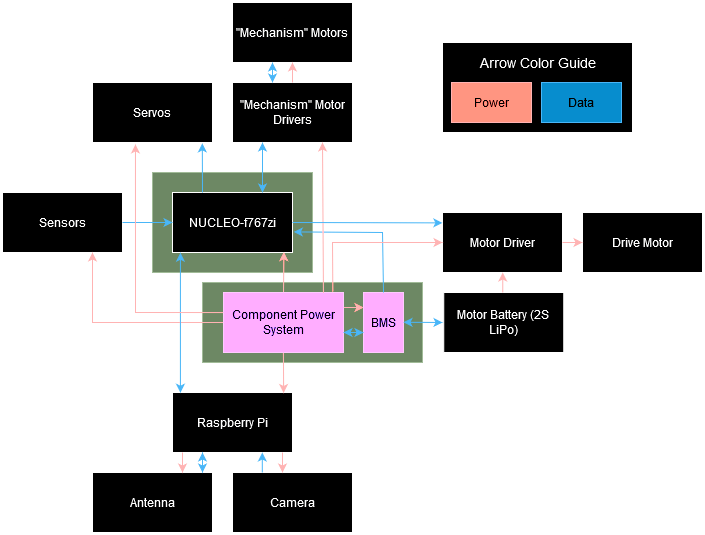 "Mechanism" Motors
Arrow Color Guide
Power
Data
Servos
"Mechanism" Motor
Drivers
Sensors
NUCLEO-f767zi
Motor Driver
Drive Motor
Component Power
System
BMS
Motor Battery (2S
LiPo)
Raspberry Pi
Antenna
Camera